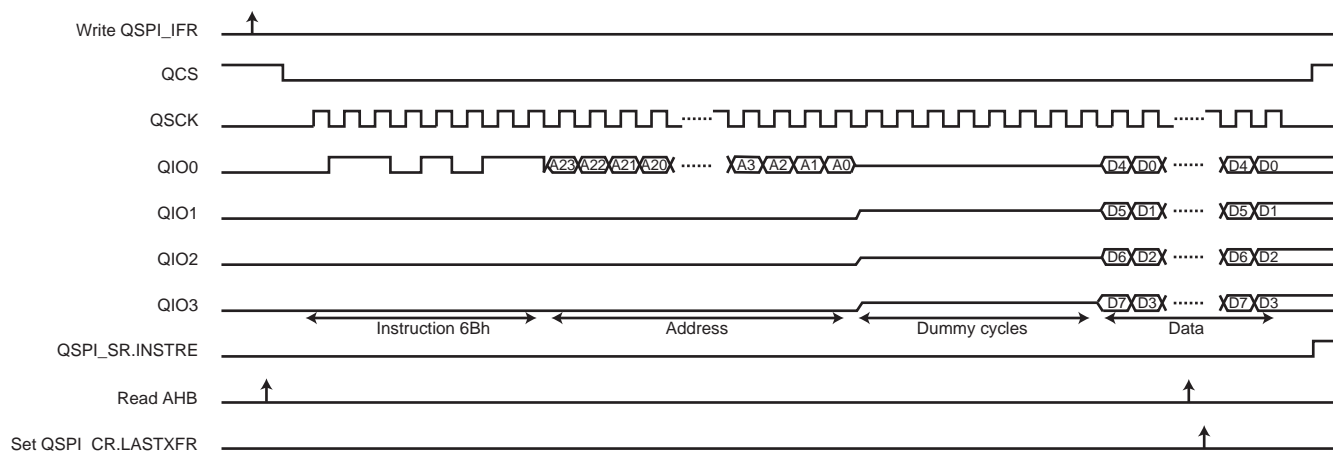 Write QSPI_IFR
QCS
QSCK
QIO0 A23 A22 A21 A20 A3 A2 A1 A0 D4 D0 D4 D0
QIO1 D5 D1 D5 D1
QIO2 D6 D2 D6 D2
QIO3 D7 D3 D7 D3
Instruction 6Bh Address Dummy cycles Data
QSPI_SR.INSTRE
Read AHB
Set QSPI_CR.LASTXFR